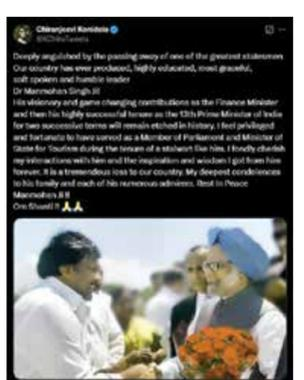 Chiranjeevi Konidela
@KChiruTweets
Deeply anguished by the passing away of one of the greatest statesmen
Our country has ever produced, highly educated, most graceful,
soft spoken and humble leader
Dr Manmohan Singh Ji!
His visionary and game changing contributions as the Finance Minister
and then his highly successful tenure as the 13th Prime Minister of India
for two successive terms will remain etched in history. I feel privileged
and fortunate to have served as a Member of Parliament and Minister of
State for Tourism during the tenure of a stalwart like him. I fondly cherish
my interactions with him and the inspiration and wisdom I got from him
forever. It is a tremendous loss to our country. My deepest condolences
to his family and each of his numerous admirers. Rest in Peace
Manmohan Ji !!
Om Shanti !! 🙏🙏